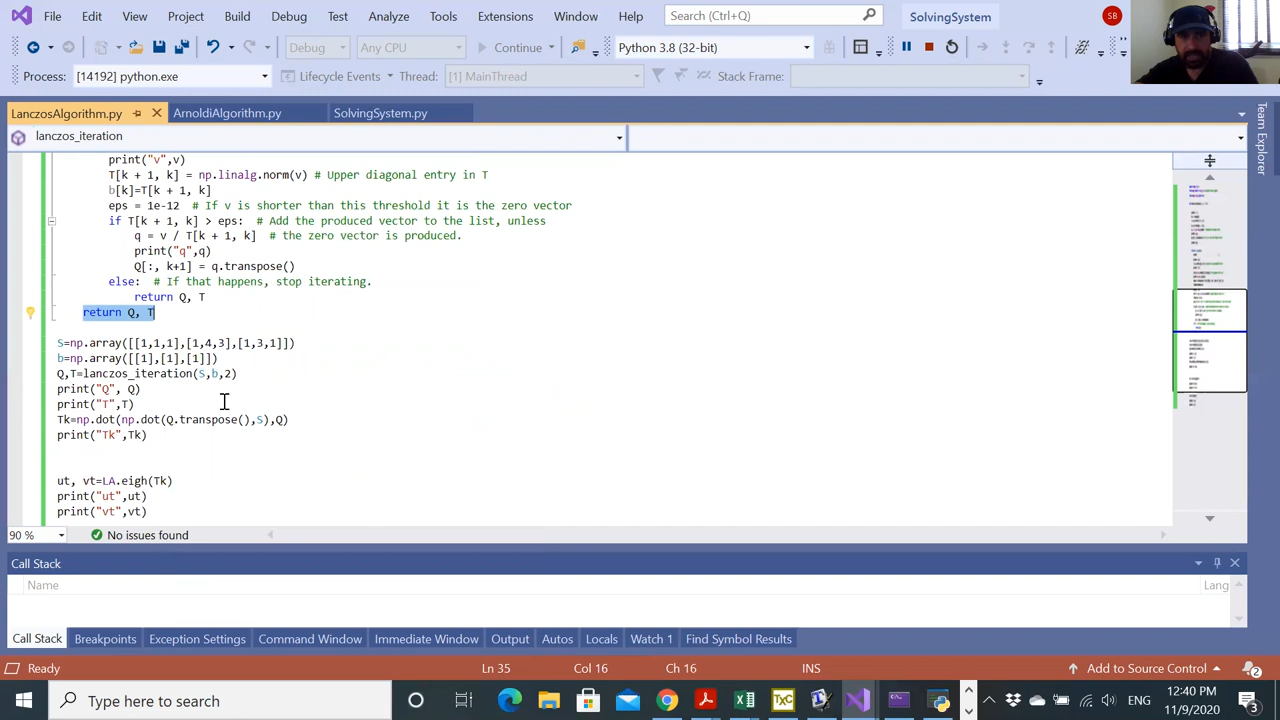 File Edit View Project Build Debug Test Analyze Tools Extensions Window Help Search (Ctrl+Q) SolvingSystem SB
Debug Any CPU Continue Python 3.8 (32-bit)
Process: [14192] python.exe Lifecycle Events Thread: [1] MainThread Stack Frame:
LanczosAlgorithm.py ArnoldiAlgorithm.py SolvingSystem.py
lanczos_iteration
Team Explorer
print("v",v)
T[k + 1, k] = np.linalg.norm(v) # Upper diagonal entry in T
b[k]=T[k + 1, k]
eps = 1e-12 # If v is shorter than this threshold it is the zero vector
if T[k + 1, k] > eps: # Add the produced vector to the list, unless
q = v / T[k + 1, k] # the zero vector is produced.
print("q",q)
Q[:, k+1] = q.transpose()
else: # If that happens, stop iterating.
return Q, T
return Q, T
S=np.array([[1,1,1],[1,4,3],[1,3,1]])
b=np.array([[1],[1],[1]])
Q,T=lanczos_iteration(S,b,2)
print("Q", Q)
print("T",T)
Tk=np.dot(np.dot(Q.transpose(),S),Q)
print("Tk",Tk)
ut, vt=LA.eigh(Tk)
print("ut",ut)
print("vt",vt)
90 % No issues found
Call Stack
Name Lang
Call Stack Breakpoints Exception Settings Command Window Immediate Window Output Autos Locals Watch 1 Find Symbol Results
Ready Ln 35 Col 16 Ch 16 INS Add to Source Control 2
Type here to search TXC ENG 12:40 PM
11/9/2020 3